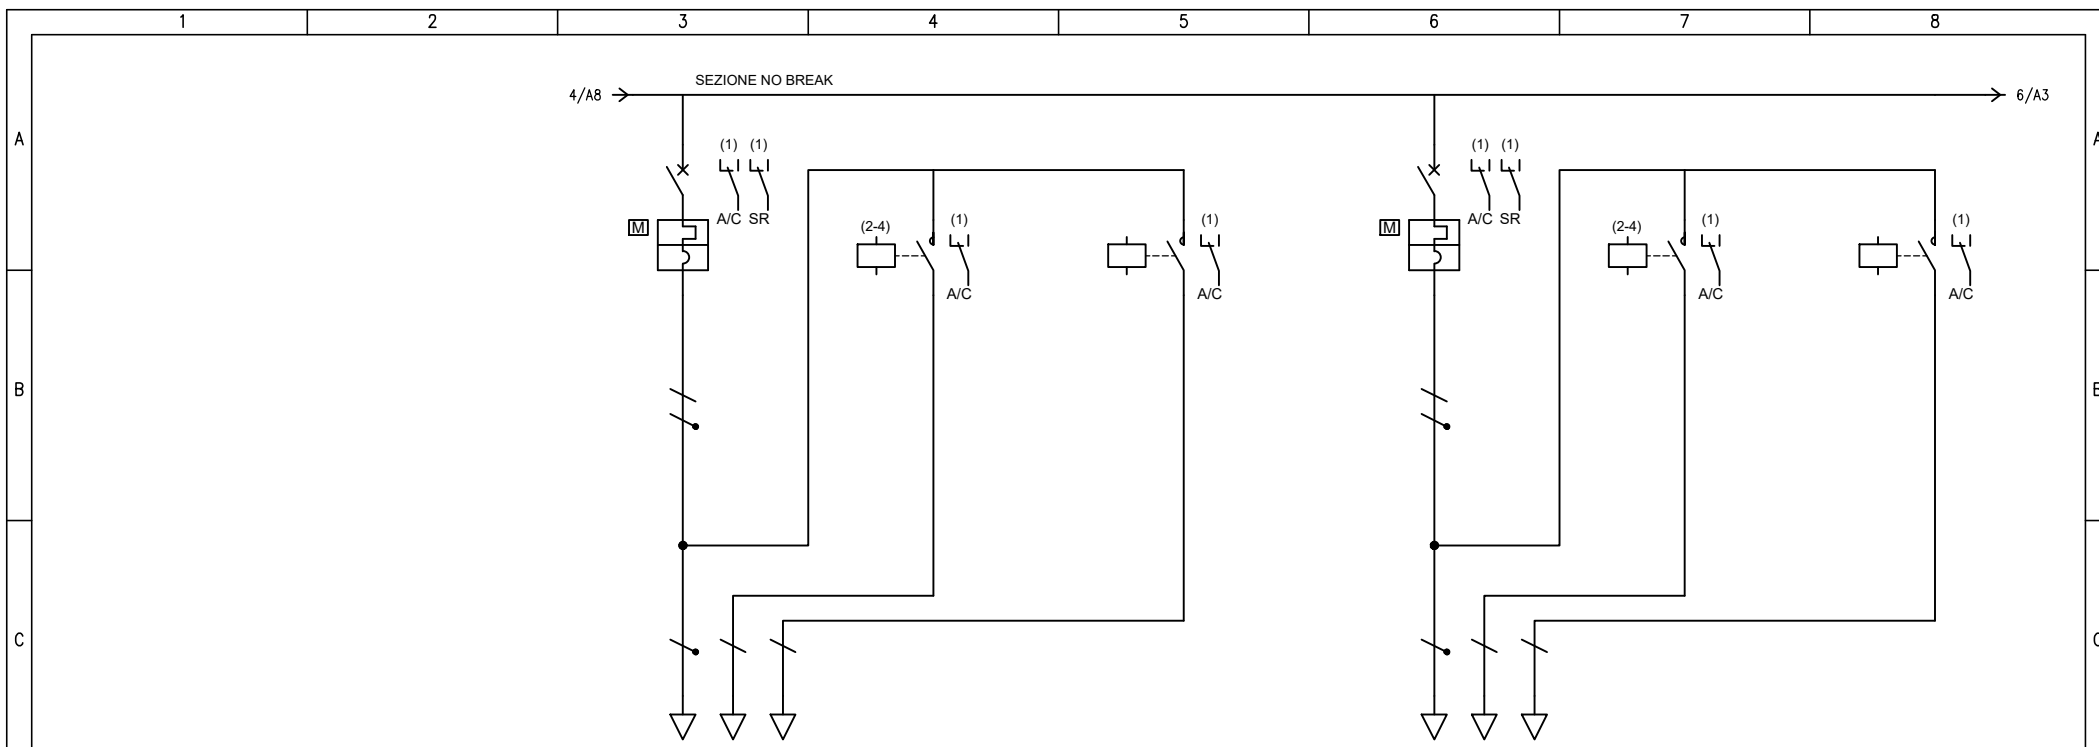 1 2 3 4 5 6 7 8
SEZIONE NO BREAK
4/A8 6/A3
A A
(1) (1) (1) (1)
A/C SR A/C SR
(2-4) (1) (1) (2-4) (1) (1)
M M
A/C A/C A/C A/C
B B
C C